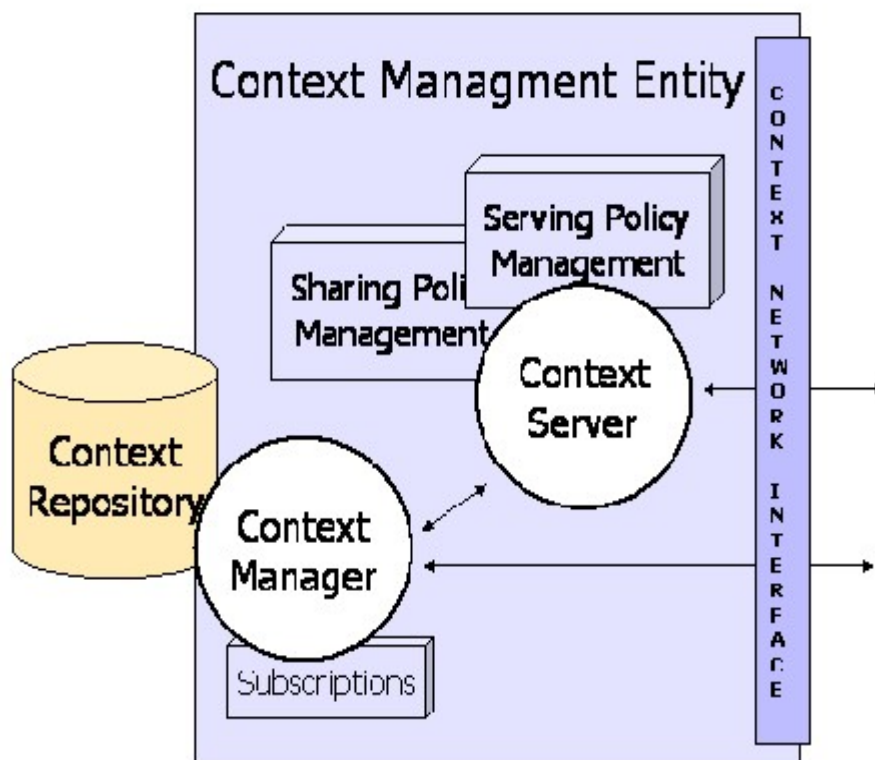 Context Managment Entity
Serving Policy
Management
Sharing Poli
Management
Context
Server
Context
Repository
Context
Manager
Subscriptions
CONTEXT NETWORK INTERFACE